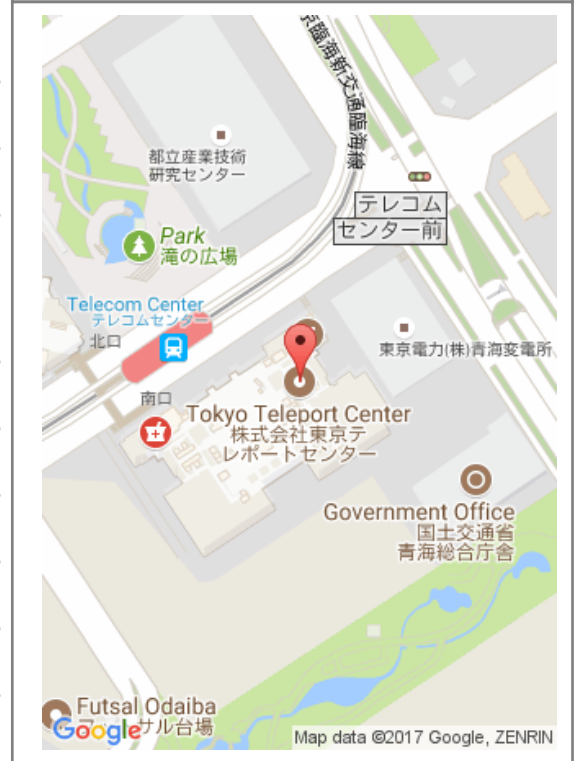 京臨海新交通臨海線
都立産業技術
研究センター
テレコム
センター前
Park
滝の広場
Telecom Center
テレコムセンター
北口
東京電力(株)青海変電所
南口
Tokyo Teleport Center
株式会社東京テ
レポートセンター
Government Office
国土交通省
青海総合庁舎
Futsal Odaiba
サル台場
Google
Map data ©2017 Google, ZENRIN